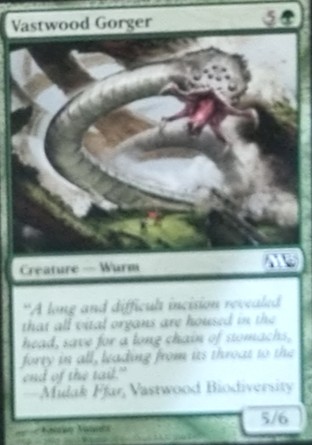 Vastwood Gorger 5
Creature — Wurm
M13
"A long and difficult incision revealed
that all vital organs are housed in the
head, save for a long chain of stomachs,
forty in all, leading from its throat to the
end of the tail."
—Mulak Ffar, Vastwood Biodiversity
5/6